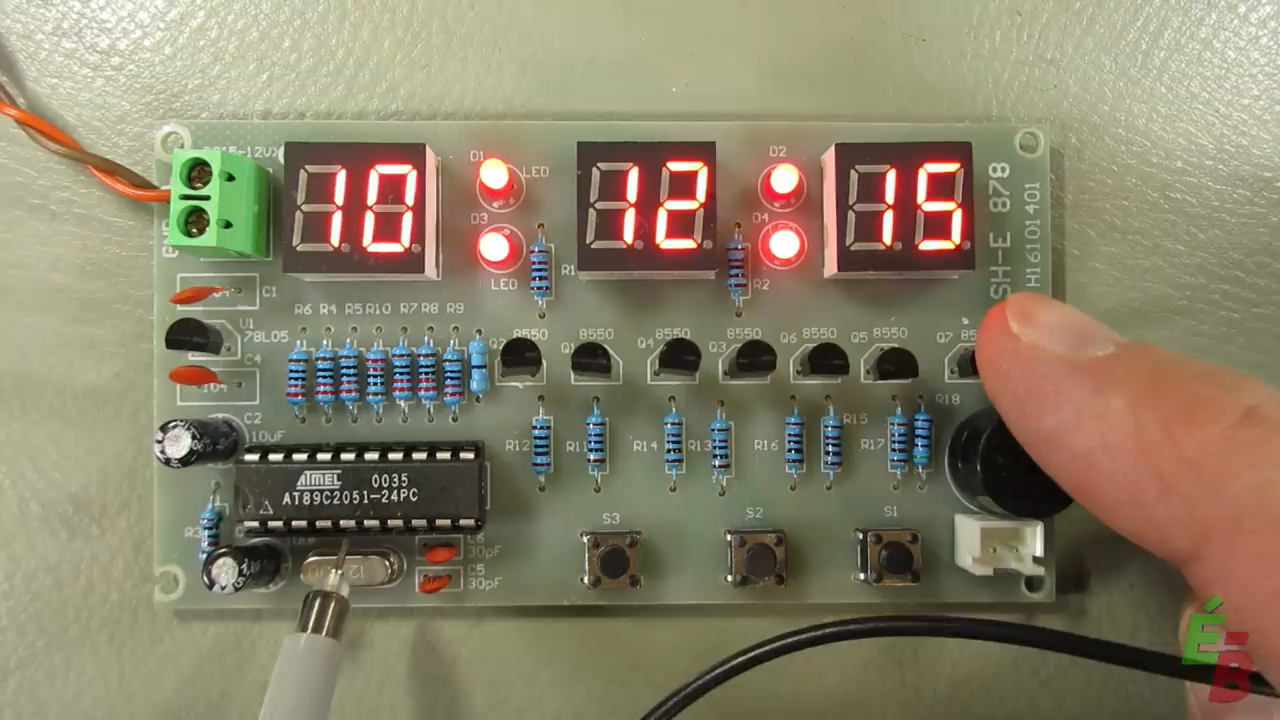 10 12 15
D1
LED
D2
D3
LED
D4
R2
SH-E 878
H16101401
C1
R6 R4 R5 R10 R7 R8 R9
U1
78L05
C4
104
8550 8550 8550 8550 8550 8550
Q4 Q3 Q6 Q5 Q7
C2
10uF
R12 R11 R14 R13 R16 R15 R17 R18
ATMEL 0035
AT89C2051-24PC
R3
C6
30pF
C5
30pF
S3 S2 S1
É-B